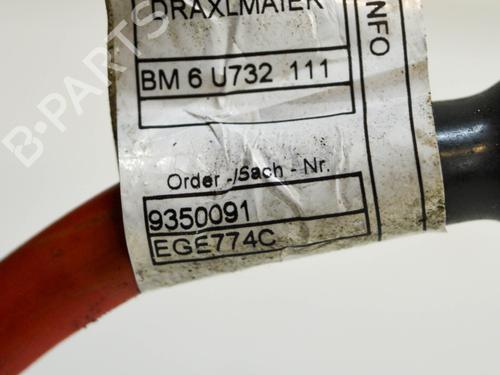 DRAXLMAIER
BM 6 U732 111
INFO
Order -/Sach - Nr.
9350091
EGE774C
B-PARTS